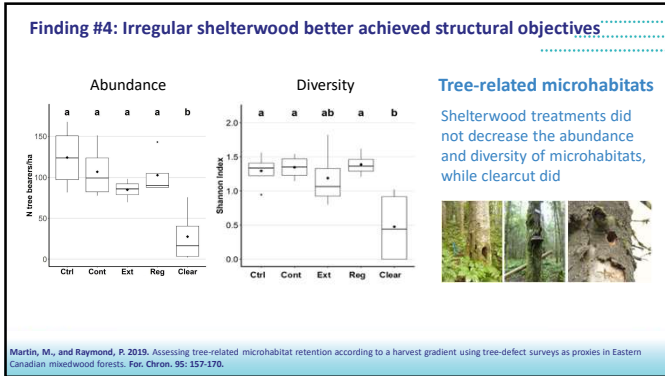 Finding #4: Irregular shelterwood better achieved structural objectives
Abundance
a a a a b
N tree bearers/ha
150
100
50
0
Ctrl Cont Ext Reg Clear
Diversity
a a ab a b
Shannon Index
2.0
1.5
1.0
0.5
0.0
Ctrl Cont Ext Reg Clear
Tree-related microhabitats
Shelterwood treatments did
not decrease the abundance
and diversity of microhabitats,
while clearcut did
Martin, M., and Raymond, P. 2019. Assessing tree-related microhabitat retention according to a harvest gradient using tree-defect surveys as proxies in Eastern
Canadian mixedwood forests. For. Chron. 95: 157-170.